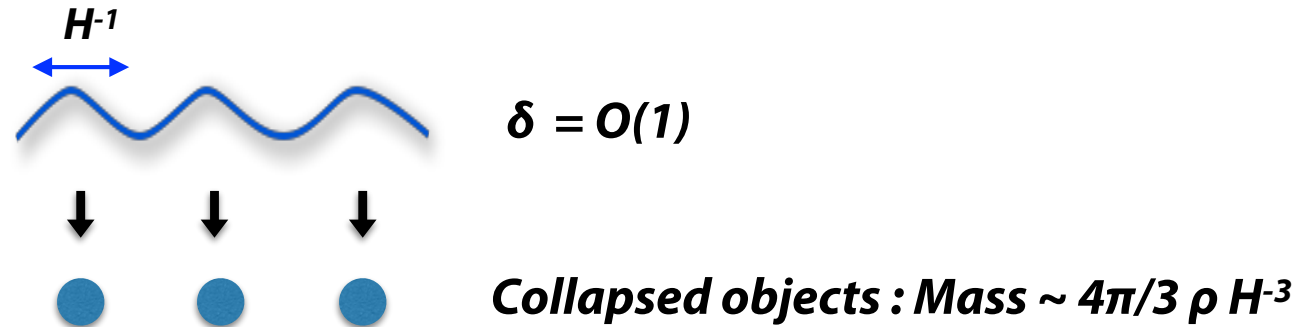 H⁻¹
δ = O(1)
Collapsed objects : Mass ~ 4π/3 ρ H⁻³